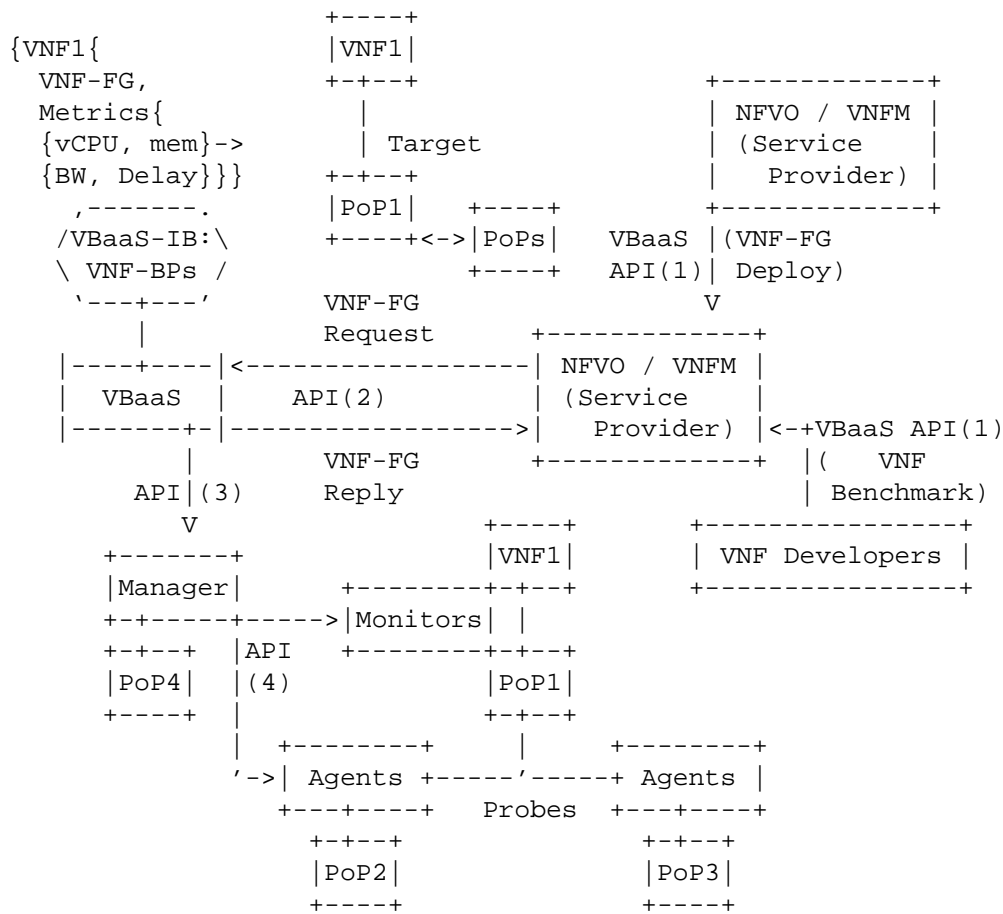 {VNF1{ VNF1
VNF-FG,
Metrics{ NFVO / VNFM
{vCPU, mem}-> Target (Service
{BW, Delay}}} Provider)
PoP1
/VBaaS-IB:\ <-> PoPs VBaaS (VNF-FG
\ VNF-BPs / API(1) Deploy)
VNF-FG V
Request
< NFVO / VNFM
VBaaS API(2) (Service
> Provider) <-+VBaaS API(1)
VNF-FG ( VNF
API (3) Reply Benchmark)
V
VNF1 VNF Developers
Manager
> Monitors
API
PoP4 (4) PoP1
'-> Agents Agents
Probes
PoP2 PoP3